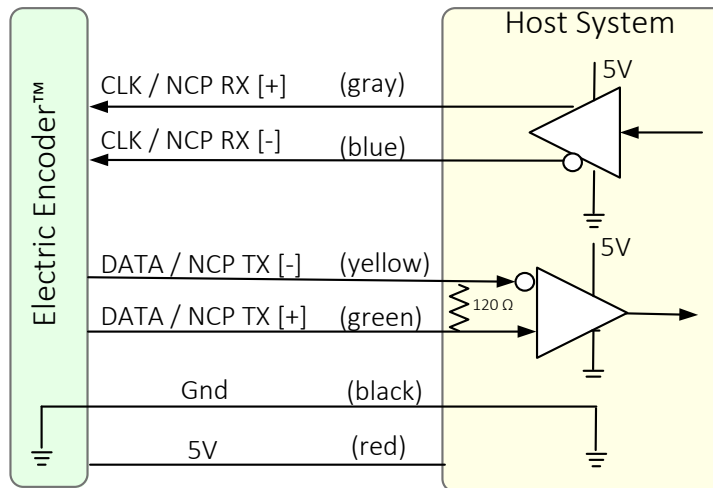 Host System
5V
CLK / NCP RX [+] (gray)
CLK / NCP RX [-] (blue)
Electric Encoder™
5V
DATA / NCP TX [-] (yellow)
120 Ω
DATA / NCP TX [+] (green)
Gnd (black)
5V (red)